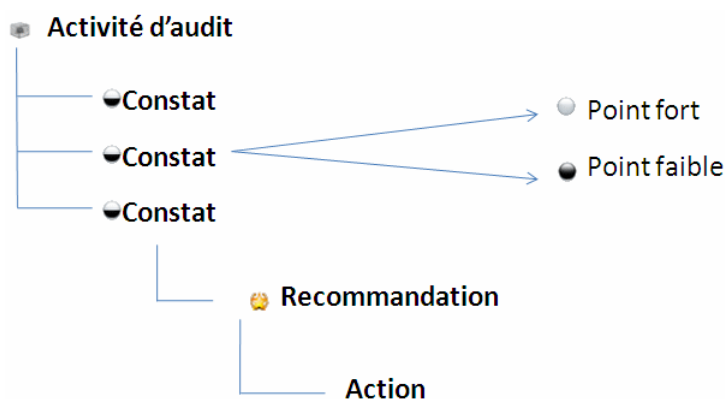 Activité d'audit
Constat
Constat
Point fort
Point faible
Constat
Recommandation
Action